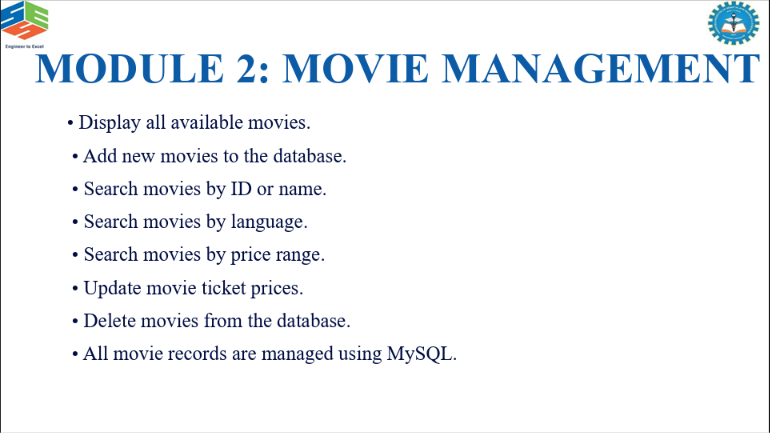 SSE
Engineer to Excel
MODULE 2: MOVIE MANAGEMENT
• Display all available movies.
• Add new movies to the database.
• Search movies by ID or name.
• Search movies by language.
• Search movies by price range.
• Update movie ticket prices.
• Delete movies from the database.
• All movie records are managed using MySQL.